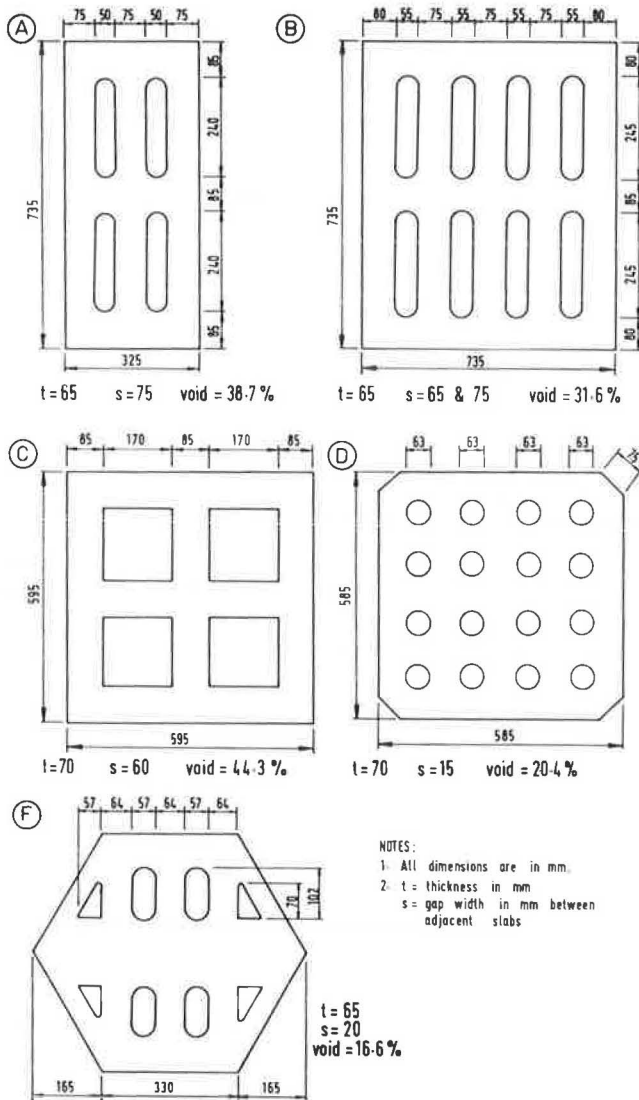 A
75 50 75 50 75
85
240
85
240
85
735
325
t=65 s=75 void = 38·7 %
B
80 55 75 55 75 55 75 55 80
80
245
85
245
80
735
735
t=65 s=65 & 75 void = 31·6 %
C
85 170 85 170 85
595
595
t=70 s=60 void = 44·3 %
D
63 63 63 63
75
585
585
t=70 s=15 void = 20·4 %
F
57 64 57 64 57 64
70
102
165 330 165
t=65
s=20
void=16·6 %
NOTES:
1. All dimensions are in mm.
2. t = thickness in mm
s = gap width in mm between
adjacent slabs